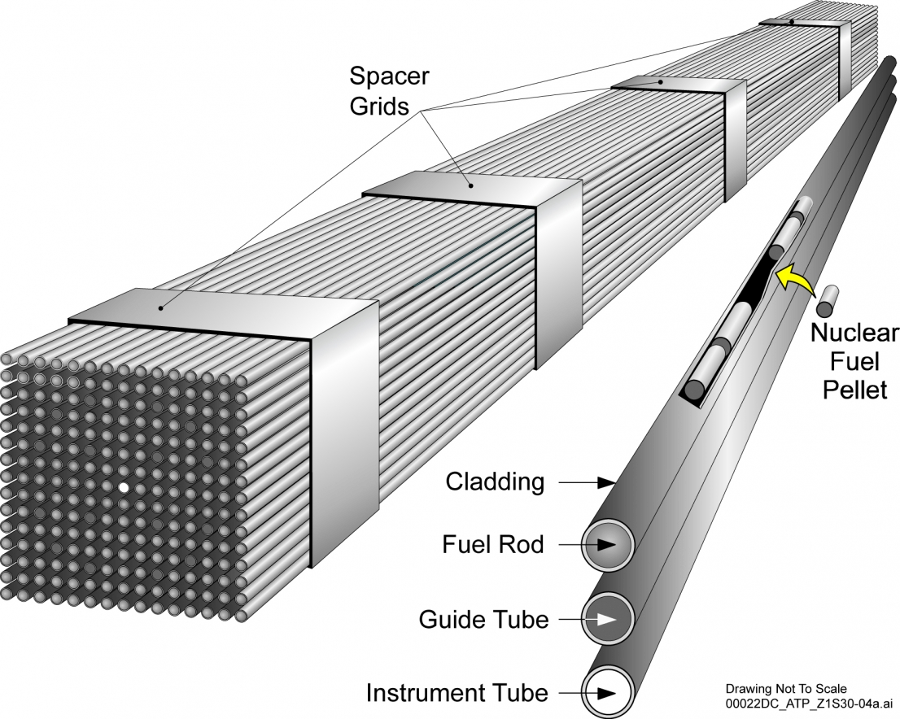 Spacer
Grids
Nuclear
Fuel
Pellet
Cladding
Fuel Rod
Guide Tube
Instrument Tube
Drawing Not To Scale
00022DC_ATP_Z1S30-04a.ai